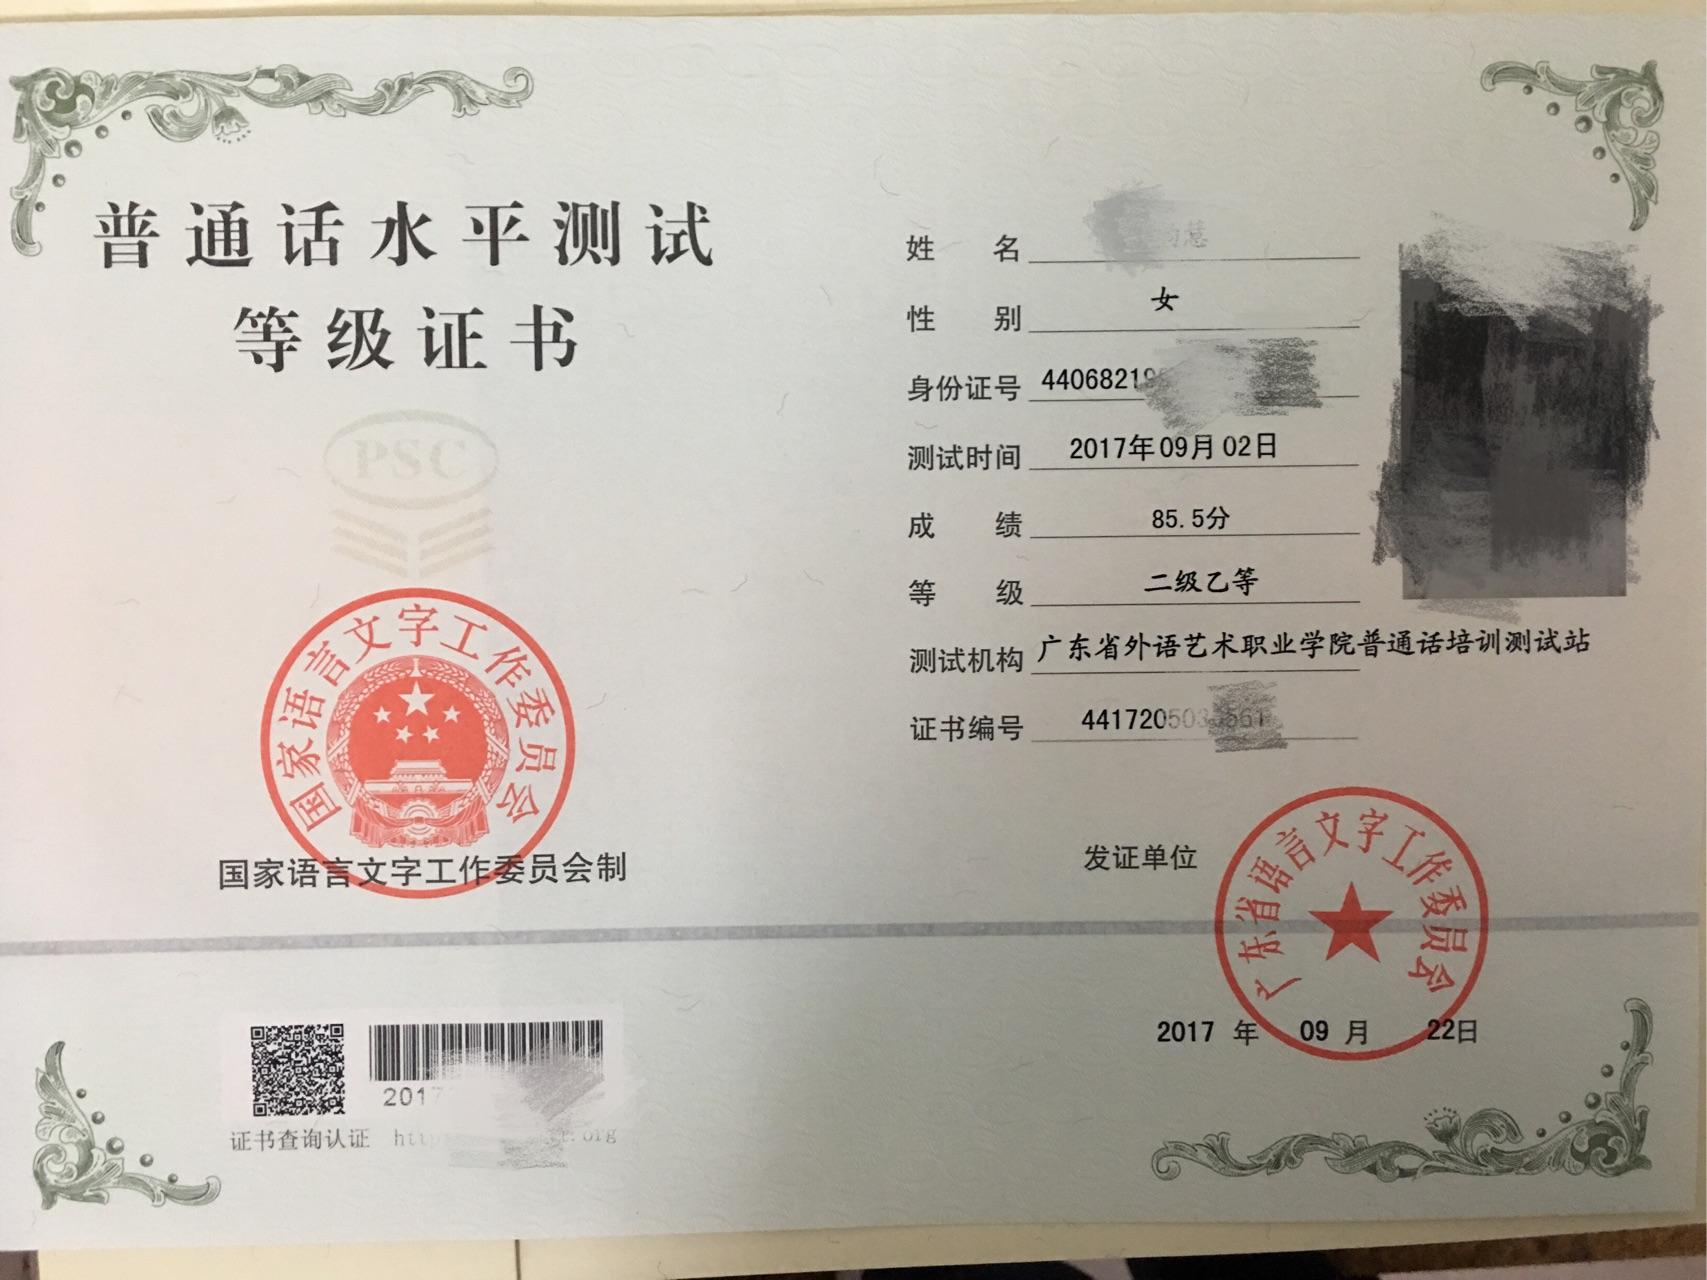 普通话水平测试
等级证书
PSC
国家语言文字工作委员会
国家语言文字工作委员会制
证书查询认证
姓 名
性 别 女
身份证号 44068219
测试时间 2017年09月02日
成 绩 85.5分
等 级 二级乙等
测试机构 广东省外语艺术职业学院普通话培训测试站
证书编号 441720503
发证单位
广东省语言文字工作委员会
2017 年 09 月 22日
2017